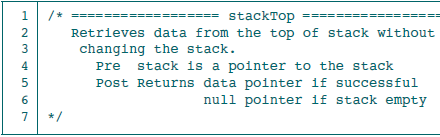 1 /* ================== stackTop =================
2 Retrieves data from the top of stack without
3 changing the stack.
4 Pre stack is a pointer to the stack
5 Post Returns data pointer if successful
6 null pointer if stack empty
7 */